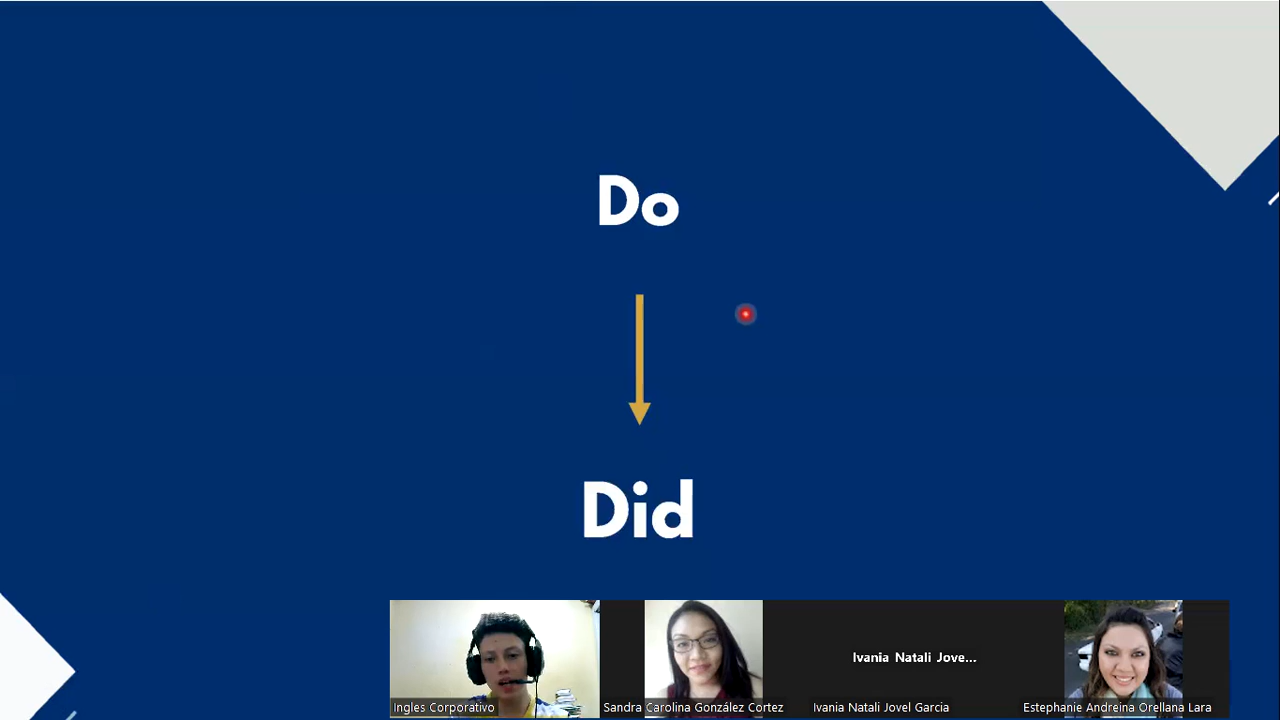 Do
Did
Ivania Natali Jove...
Ingles Corporativo
Sandra Carolina González Cortez
Ivania Natali Jovel Garcia
Estephanie Andreina Orellana Lara